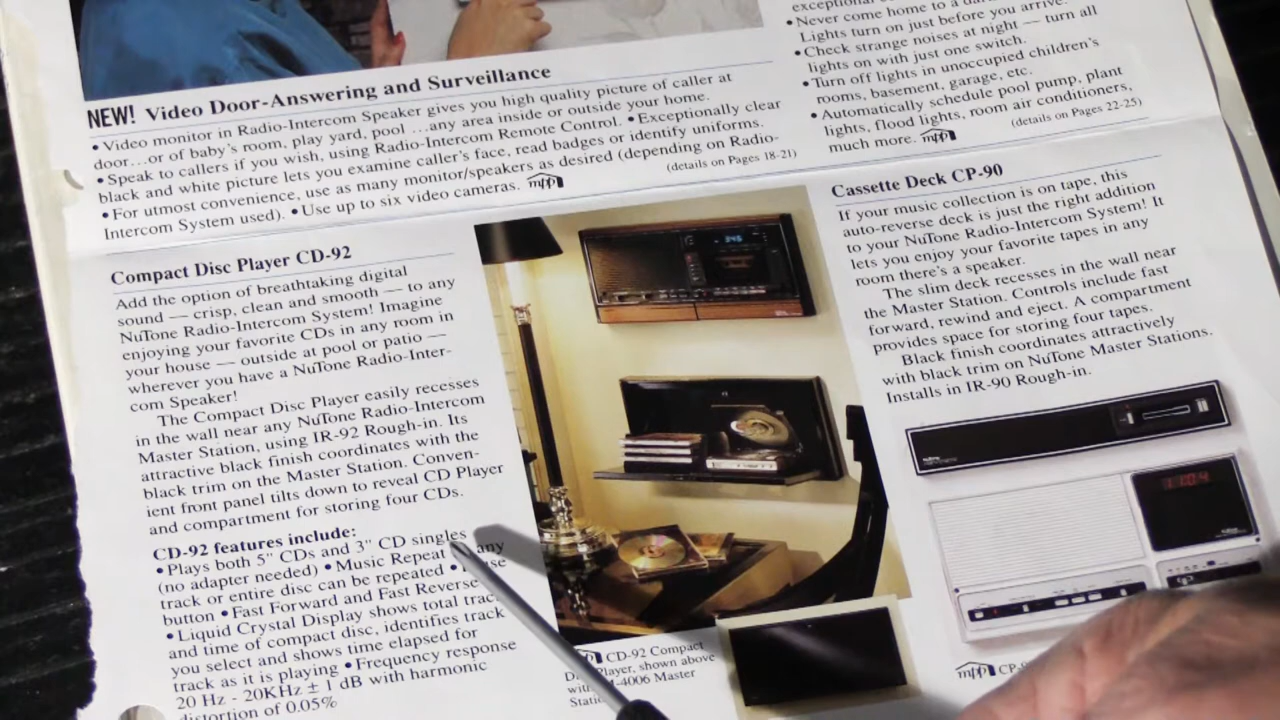 NEW! Video Door-Answering and Surveillance
• Video monitor in Radio-Intercom Speaker gives you high quality picture of caller at
door...or of baby's room, play yard, pool ...any area inside or outside your home.
• Speak to callers if you wish, using Radio-Intercom Remote Control. • Exceptionally clear
black and white picture lets you examine caller's face, read badges or identify uniforms.
• For utmost convenience, use as many monitor/speakers as desired (depending on Radio-
Intercom System used). • Use up to six video cameras. mpp
(details on Pages 18-21)
exceptional
• Never come home to a
Lights turn on just before you arrive.
• Check strange noises at night — turn all
lights on with just one switch.
• Turn off lights in unoccupied children's
rooms, basement, garage, etc.
• Automatically schedule pool pump, plant
lights, flood lights, room air conditioners,
much more. mpp
(details on Pages 22-25)
Compact Disc Player CD-92
Add the option of breathtaking digital
sound — crisp, clean and smooth — to any
NuTone Radio-Intercom System! Imagine
enjoying your favorite CDs in any room in
your house — outside at pool or patio —
wherever you have a NuTone Radio-Inter-
com Speaker!
The Compact Disc Player easily recesses
in the wall near any NuTone Radio-Intercom
Master Station, using IR-92 Rough-in. Its
attractive black finish coordinates with the
black trim on the Master Station. Conven-
ient front panel tilts down to reveal CD Player
and compartment for storing four CDs.
CD-92 features include:
• Plays both 5" CDs and 3" CD singles
(no adapter needed) • Music Repeat any
track or entire disc can be repeated •
button • Fast Forward and Fast Reverse
• Liquid Crystal Display shows total
and time of compact disc, identifies track
you select and shows time elapsed for
track as it is playing • Frequency response
20 Hz - 20KHz ± 1 dB with harmonic
distortion of 0.05%
mpp CD-92 Compact
Player, shown above
Master
Cassette Deck CP-90
If your music collection is on tape, this
auto-reverse deck is just the right addition
to your NuTone Radio-Intercom System! It
lets you enjoy your favorite tapes in any
room there's a speaker.
The slim deck recesses in the wall near
the Master Station. Controls include fast
forward, rewind and eject. A compartment
provides space for storing four tapes.
Black finish coordinates attractively
with black trim on NuTone Master Stations.
Installs in IR-90 Rough-in.
11:04
mpp